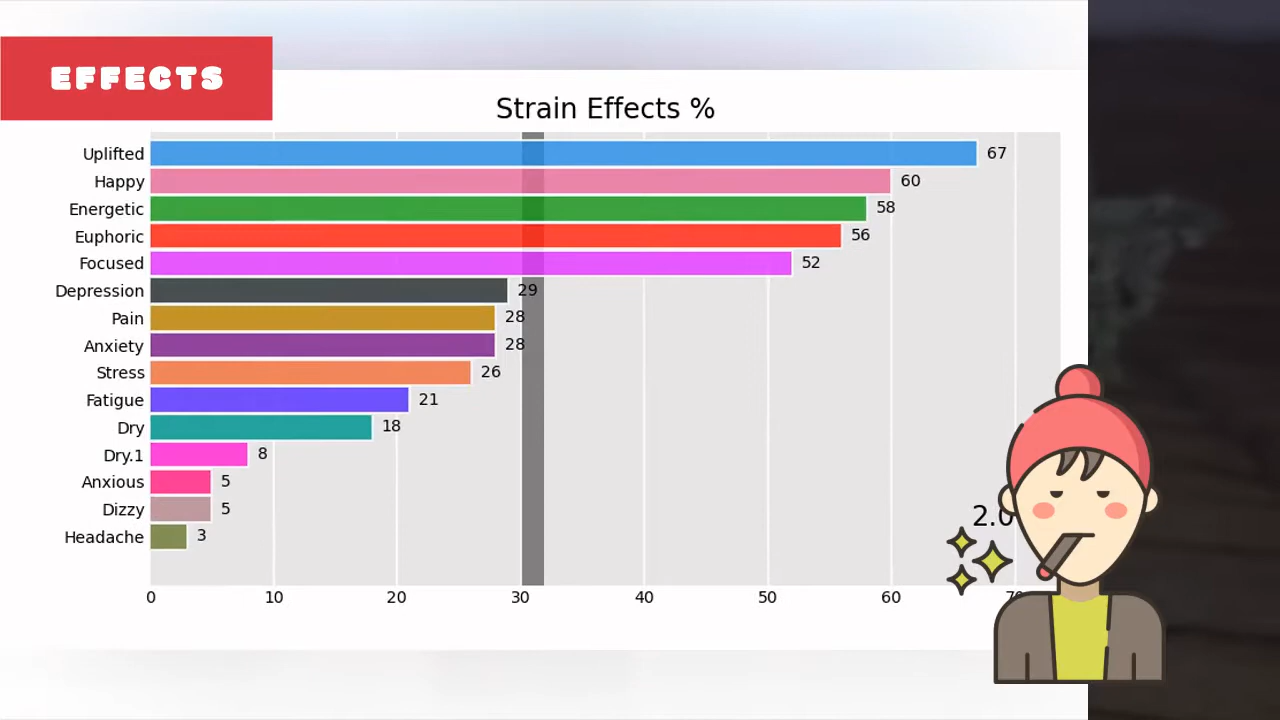 EFFECTS
Strain Effects %
Uplifted 67
Happy 60
Energetic 58
Euphoric 56
Focused 52
Depression 29
Pain 28
Anxiety 28
Stress 26
Fatigue 21
Dry 18
Dry.1 8
Anxious 5
Dizzy 5
Headache 3
2.0
0 10 20 30 40 50 60